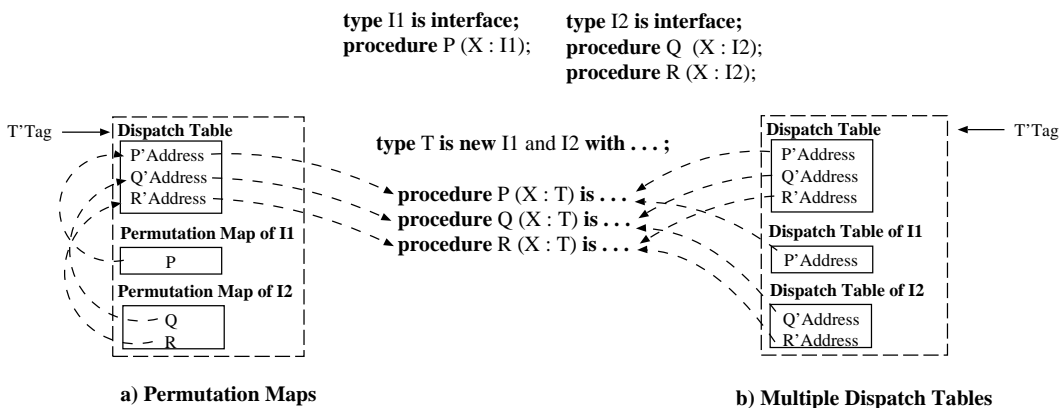 type I1 is interface;
procedure P (X : I1);
type I2 is interface;
procedure Q (X : I2);
procedure R (X : I2);
T'Tag
Dispatch Table
P'Address
Q'Address
R'Address
Permutation Map of I1
P
Permutation Map of I2
Q
R
a) Permutation Maps
type T is new I1 and I2 with . . . ;
procedure P (X : T) is . . .
procedure Q (X : T) is . . .
procedure R (X : T) is . . .
T'Tag
Dispatch Table
P'Address
Q'Address
R'Address
Dispatch Table of I1
P'Address
Dispatch Table of I2
Q'Address
R'Address
b) Multiple Dispatch Tables